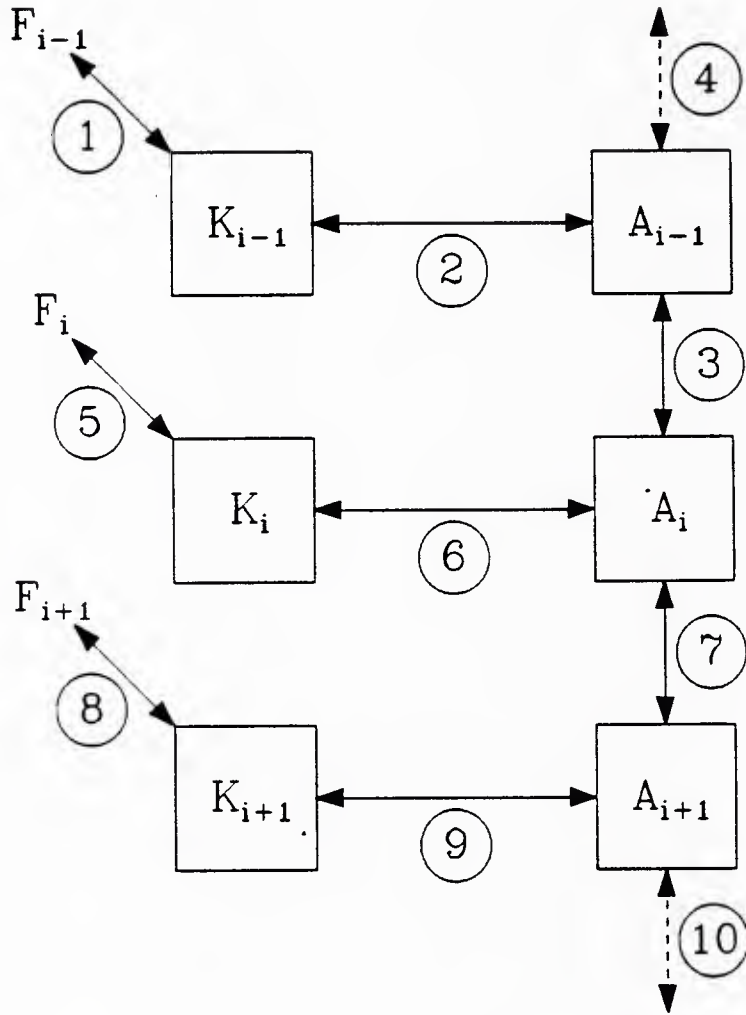 F_{i-1}
4
1
K_{i-1}
A_{i-1}
2
F_i
3
5
K_i
A_i
6
F_{i+1}
7
8
K_{i+1}
A_{i+1}
9
10